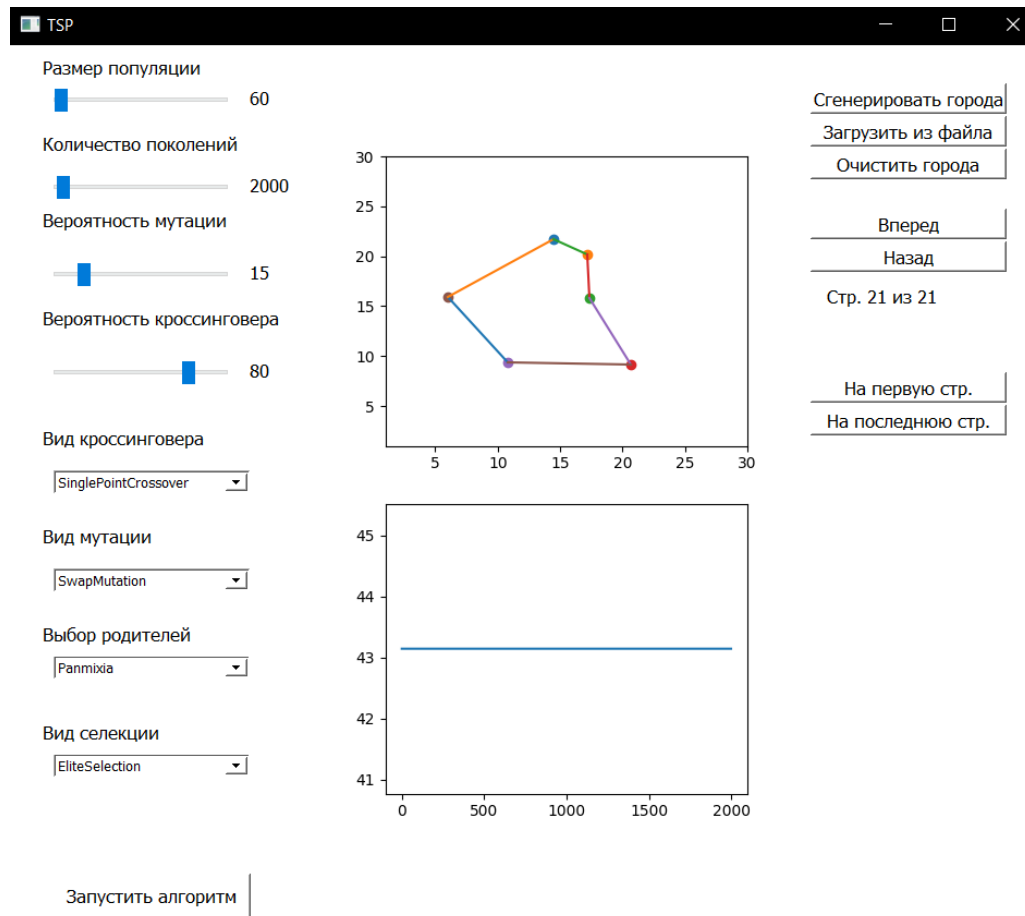 TSP
Размер популяции
60
Количество поколений
2000
Вероятность мутации
15
Вероятность кроссинговера
80
Вид кроссинговера
SinglePointCrossover
Вид мутации
SwapMutation
Выбор родителей
Panmixia
Вид селекции
EliteSelection
Запустить алгоритм
30
25
20
15
10
5
5 10 15 20 25 30
45
44
43
42
41
0 500 1000 1500 2000
Сгенерировать города
Загрузить из файла
Очистить города
Вперед
Назад
Стр. 21 из 21
На первую стр.
На последнюю стр.